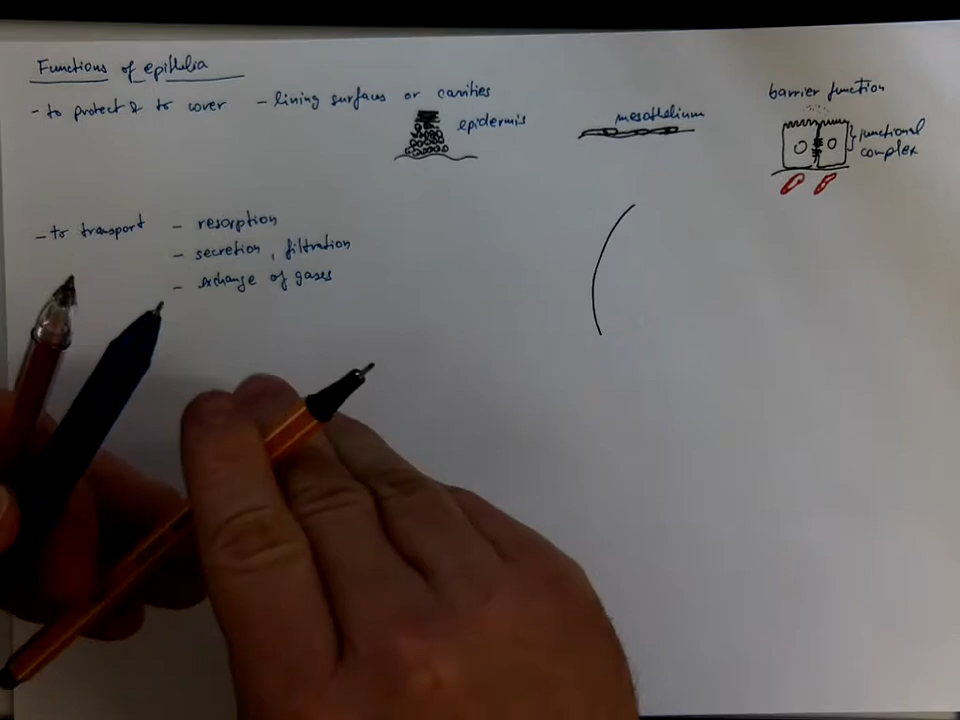 Functions of epithelia
- to protect & to cover - lining surfaces or cavities
epidermis
mesothelium
barrier function
junctional complex
- to transport - resorption
- secretion, filtration
- exchange of gases